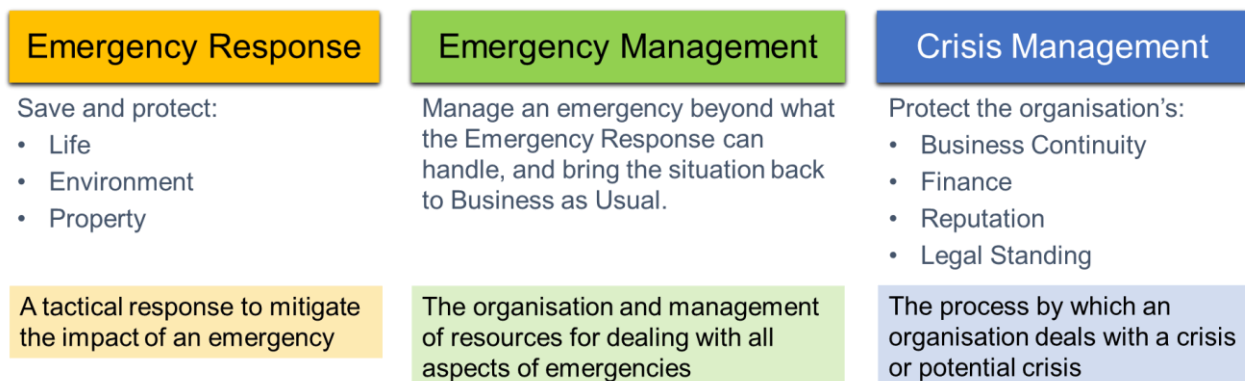 Emergency Response
Save and protect:
• Life
• Environment
• Property
A tactical response to mitigate
the impact of an emergency
Emergency Management
Manage an emergency beyond what
the Emergency Response can
handle, and bring the situation back
to Business as Usual.
The organisation and management
of resources for dealing with all
aspects of emergencies
Crisis Management
Protect the organisation's:
• Business Continuity
• Finance
• Reputation
• Legal Standing
The process by which an
organisation deals with a crisis
or potential crisis